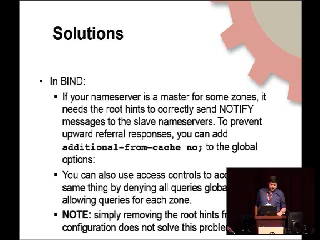 Solutions
• In BIND:
▪ If your nameserver is a master for some zones, it
needs the root hints to correctly send NOTIFY
messages to the slave nameservers. To prevent
upward referral responses, you can add
additional-from-cache no; to the global
options:
▪ You can also use access controls to
same thing by denying all queries
allowing queries for each zone.
▪ NOTE: simply removing the root hints
configuration does not solve this